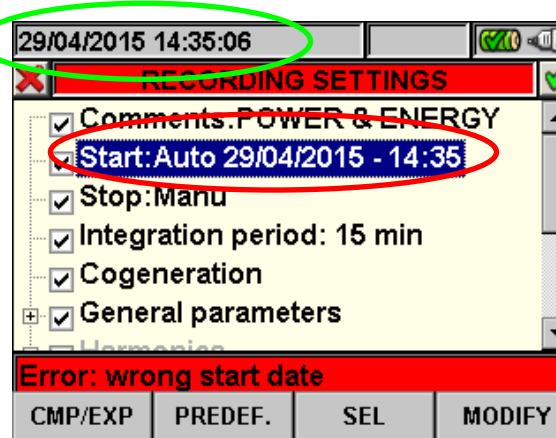 29/04/2015 14:35:06
RECORDING SETTINGS
Comments:POWER & ENERGY
Start:Auto 29/04/2015 - 14:35
Stop:Manu
Integration period: 15 min
Cogeneration
General parameters
Harmonics
Error: wrong start date
CMP/EXP PREDEF. SEL MODIFY